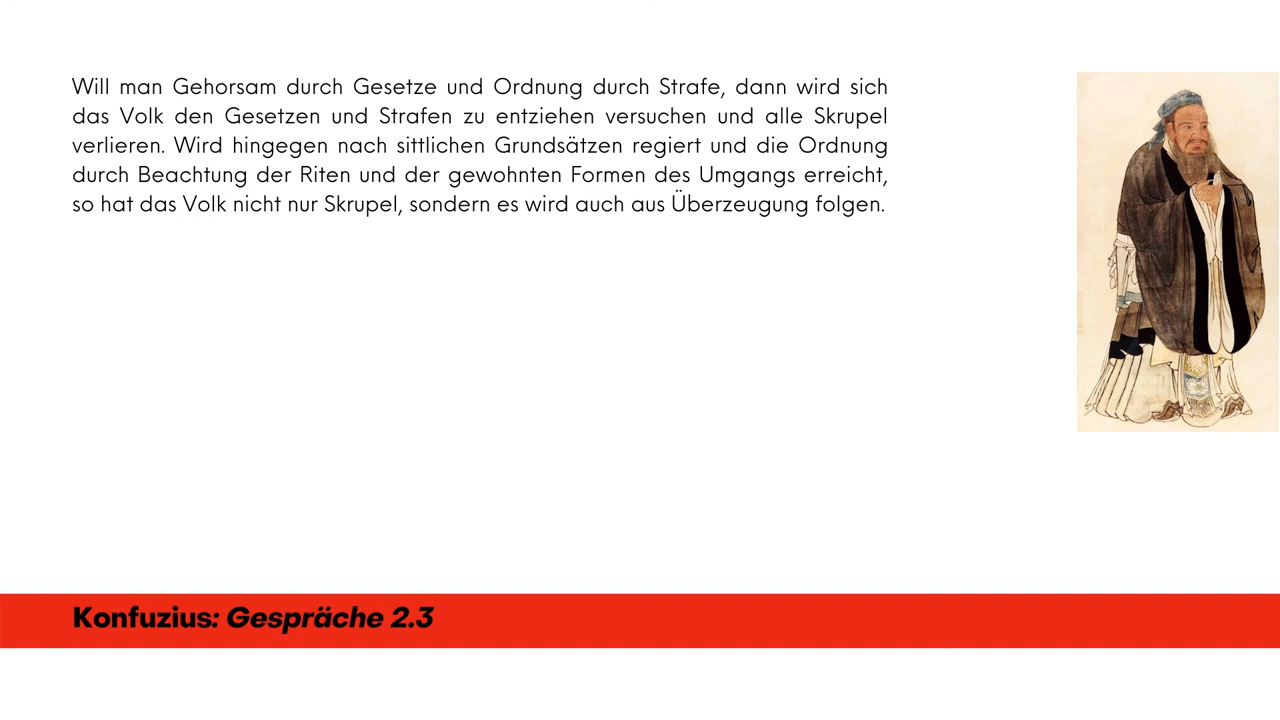 Will man Gehorsam durch Gesetze und Ordnung durch Strafe, dann wird sich
das Volk den Gesetzen und Strafen zu entziehen versuchen und alle Skrupel
verlieren. Wird hingegen nach sittlichen Grundsätzen regiert und die Ordnung
durch Beachtung der Riten und der gewohnten Formen des Umgangs erreicht,
so hat das Volk nicht nur Skrupel, sondern es wird auch aus Überzeugung folgen.
Konfuzius: Gespräche 2.3